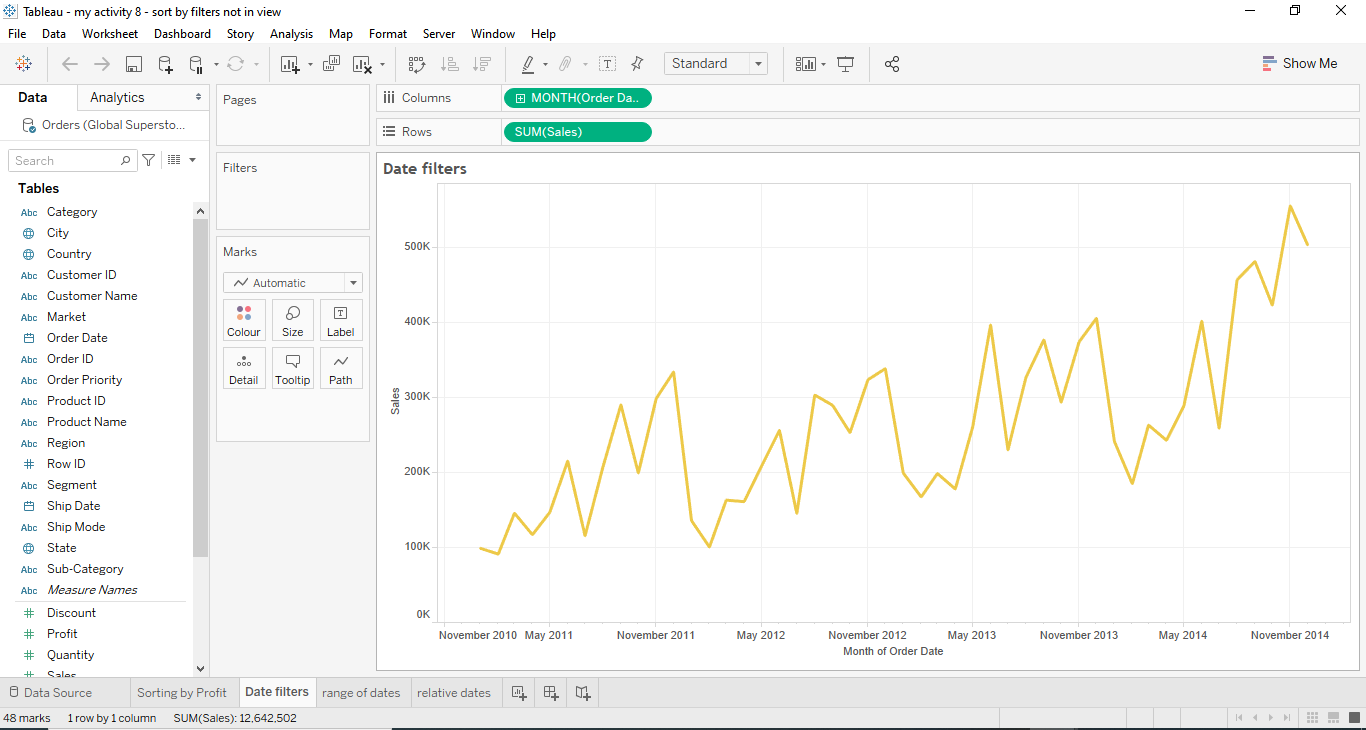 Tableau - my activity 8 - sort by filters not in view
File Data Worksheet Dashboard Story Analysis Map Format Server Window Help
Standard
Show Me
Data
Analytics
Orders (Global Supersto...
Search
Tables
Abc Category
City
Country
Abc Customer ID
Abc Customer Name
Abc Market
Order Date
Abc Order ID
Abc Order Priority
Abc Product ID
Abc Product Name
Abc Region
# Row ID
Abc Segment
Ship Date
Abc Ship Mode
State
Abc Sub-Category
Abc Measure Names
# Discount
# Profit
# Quantity
# Sales
Pages
Filters
Marks
Automatic
Colour Size Label
Detail Tooltip Path
Columns
MONTH(Order Da..
Rows
SUM(Sales)
Date filters
500K
400K
300K
200K
100K
0K
Sales
November 2010 May 2011 November 2011 May 2012 November 2012 May 2013 November 2013 May 2014 November 2014
Month of Order Date
Data Source Sorting by Profit Date filters range of dates relative dates
48 marks 1 row by 1 column SUM(Sales): 12,642,502